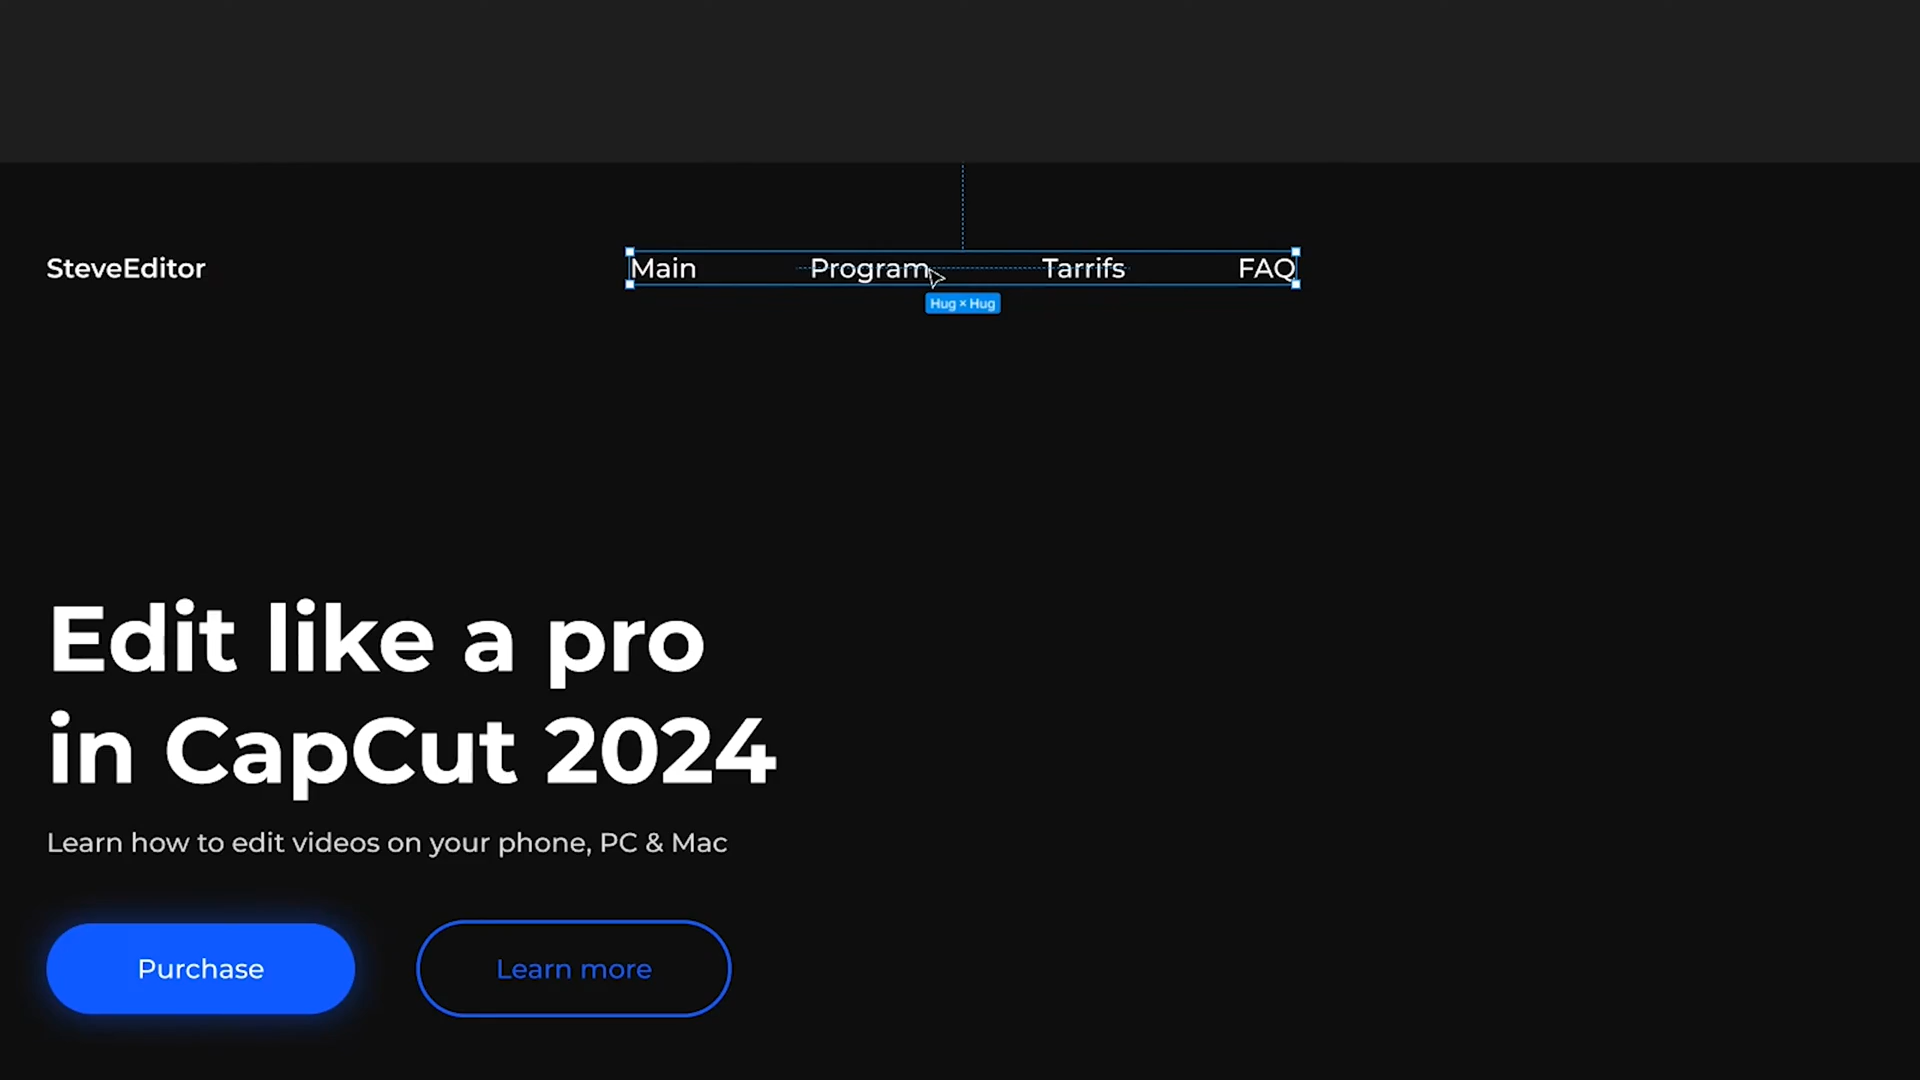 SteveEditor
Main Program Tarrifs FAQ
Hug × Hug
Edit like a pro
in CapCut 2024
Learn how to edit videos on your phone, PC & Mac
Purchase
Learn more